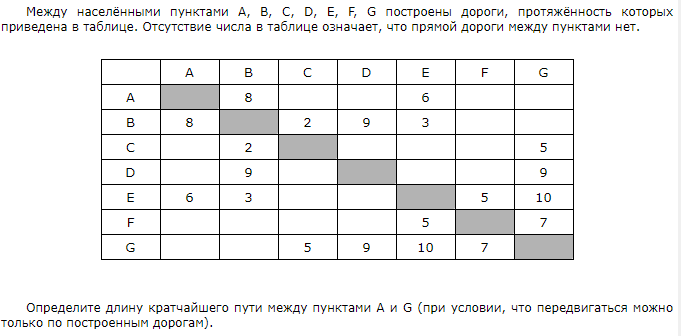 Между населёнными пунктами A, B, C, D, E, F, G построены дороги, протяжённость которых
приведена в таблице. Отсутствие числа в таблице означает, что прямой дороги между пунктами нет.
A B C D E F G
A 8 6
B 8 2 9 3
C 2 5
D 9 9
E 6 3 5 10
F 5 7
G 5 9 10 7
Определите длину кратчайшего пути между пунктами A и G (при условии, что передвигаться можно
только по построенным дорогам).